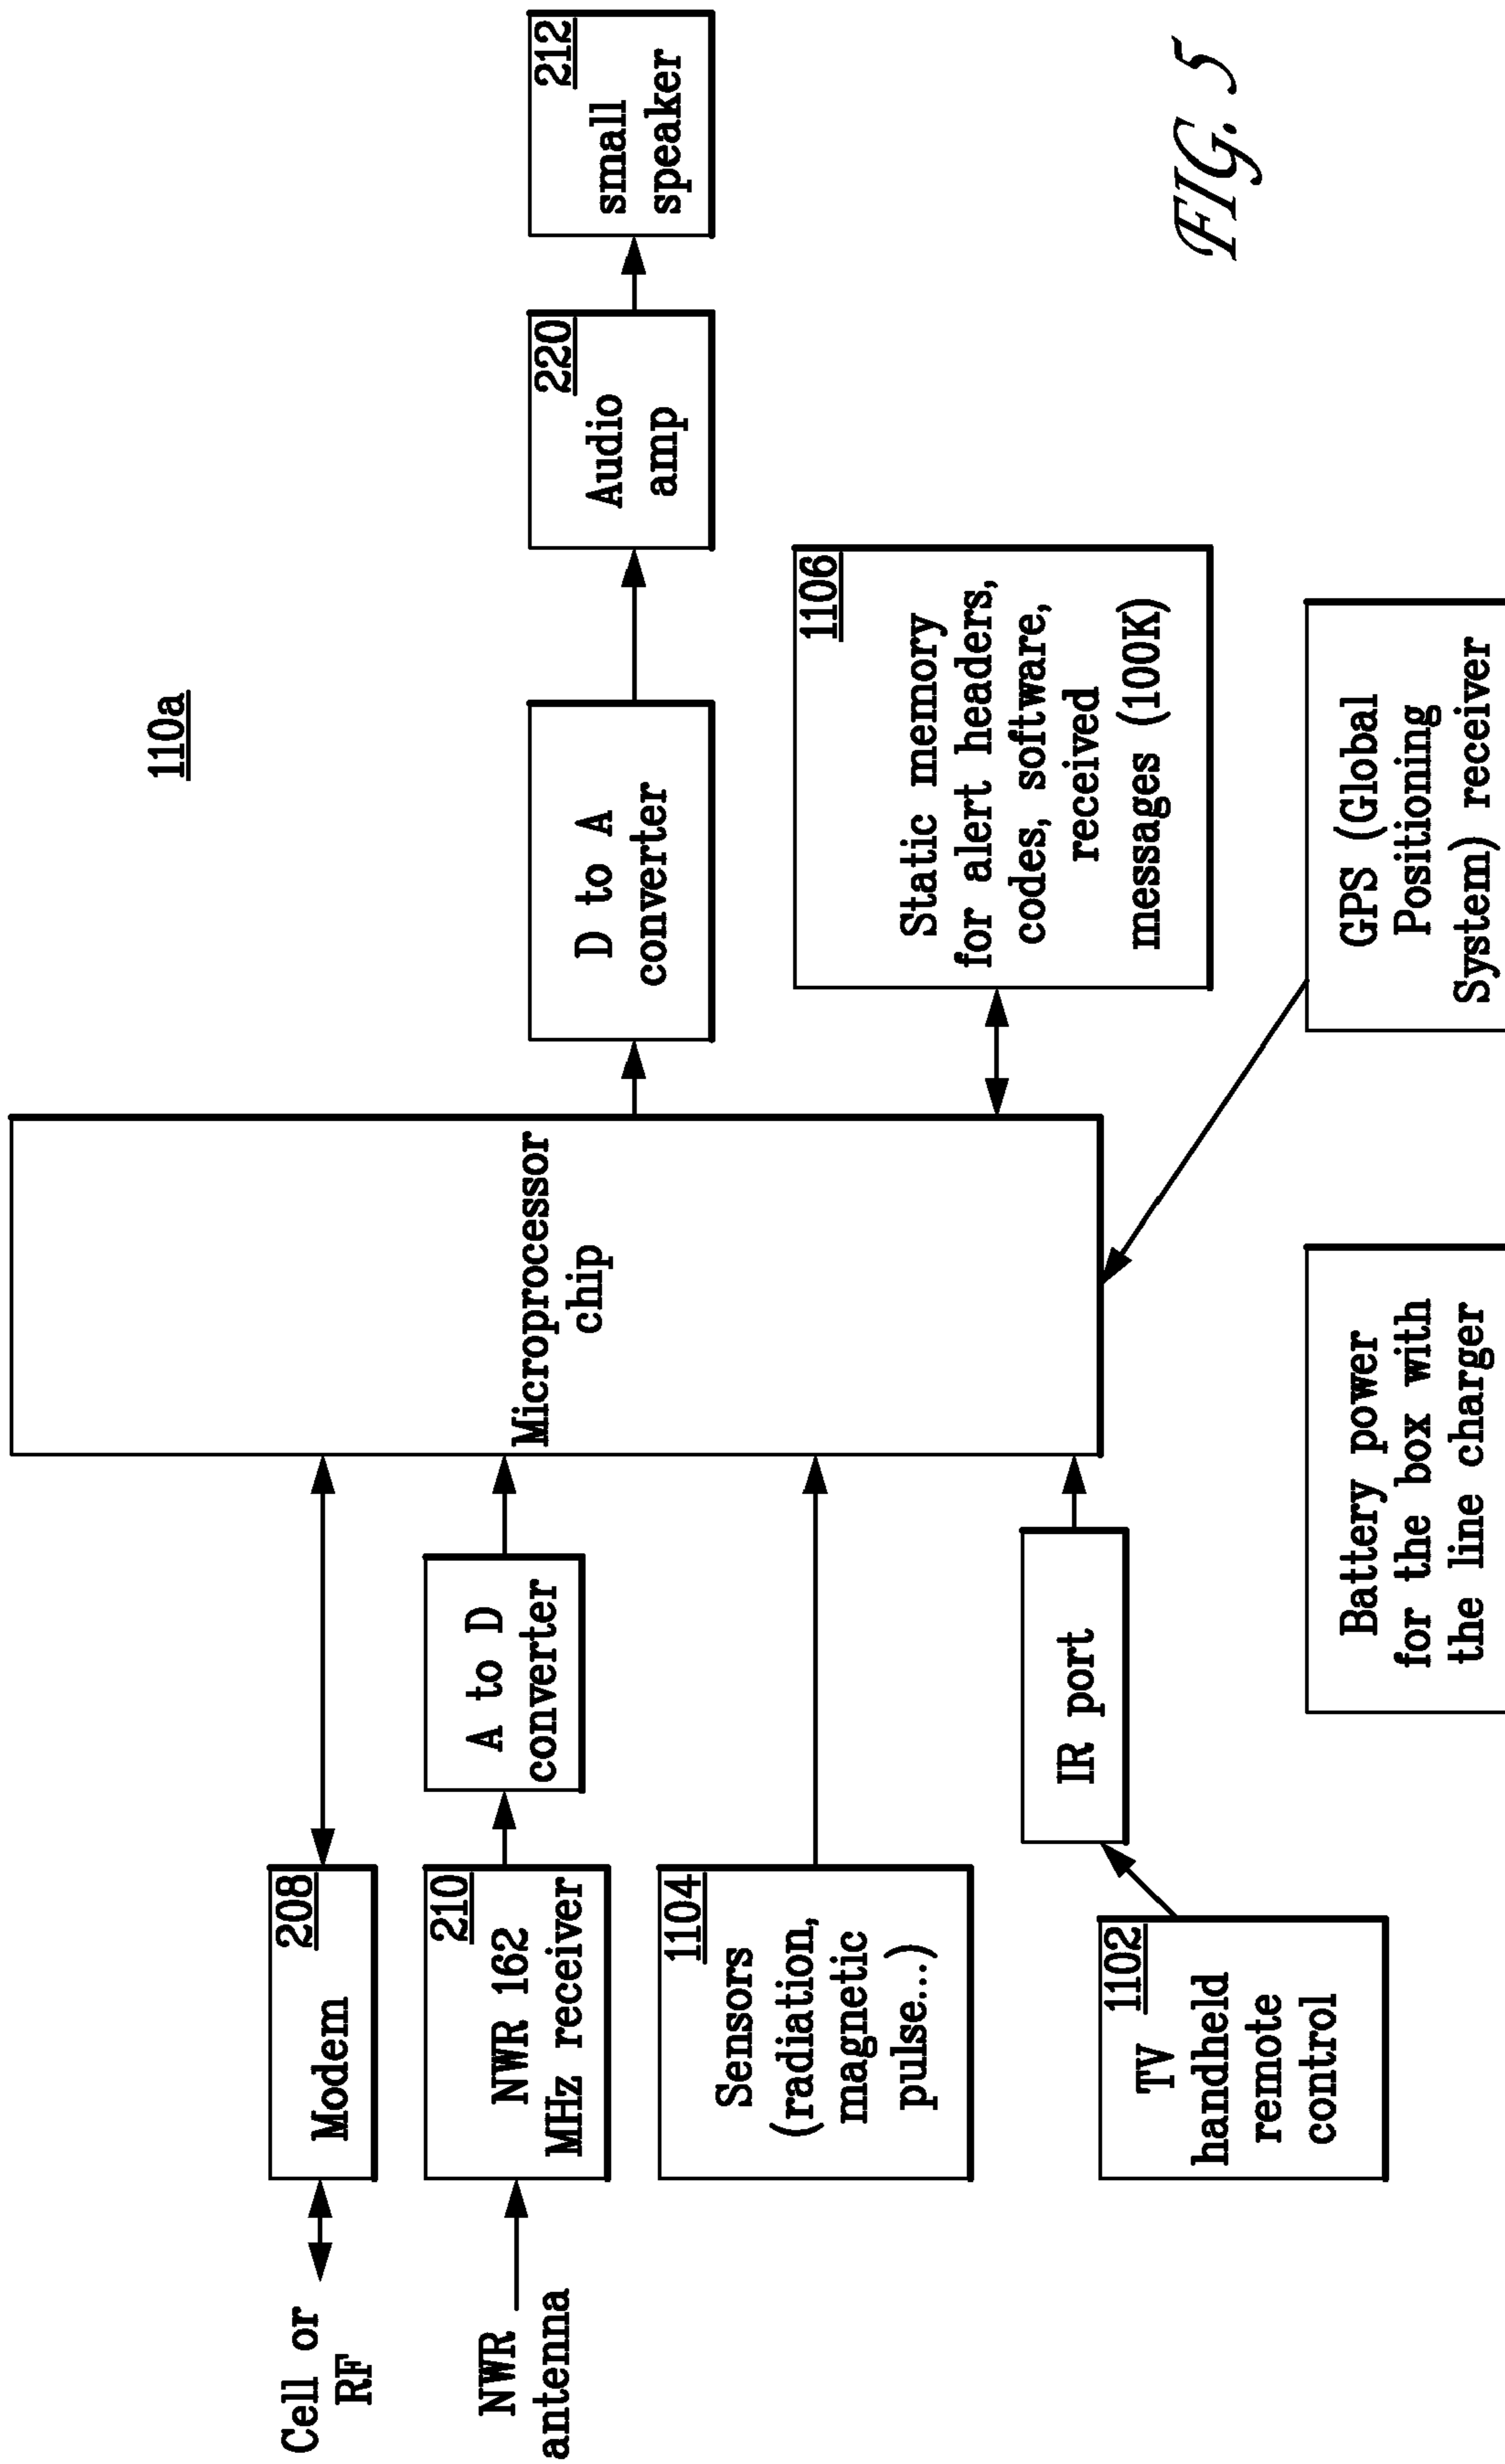 110a
Cell or
RF
208
Modem
NWR
antenna
210
NWR 162
MHz receiver
A to D
converter
1104
Sensors
(radiation,
magnetic
pulse...)
1102
TV
handheld
remote
control
IR port
Microprocessor
chip
D to A
converter
220
Audio
amp
212
small
speaker
1106
Static memory
for alert headers,
codes, software,
received
messages (100K)
Battery power
for the box with
the line charger
GPS (Global
Positioning
System) receiver
FIG. 5